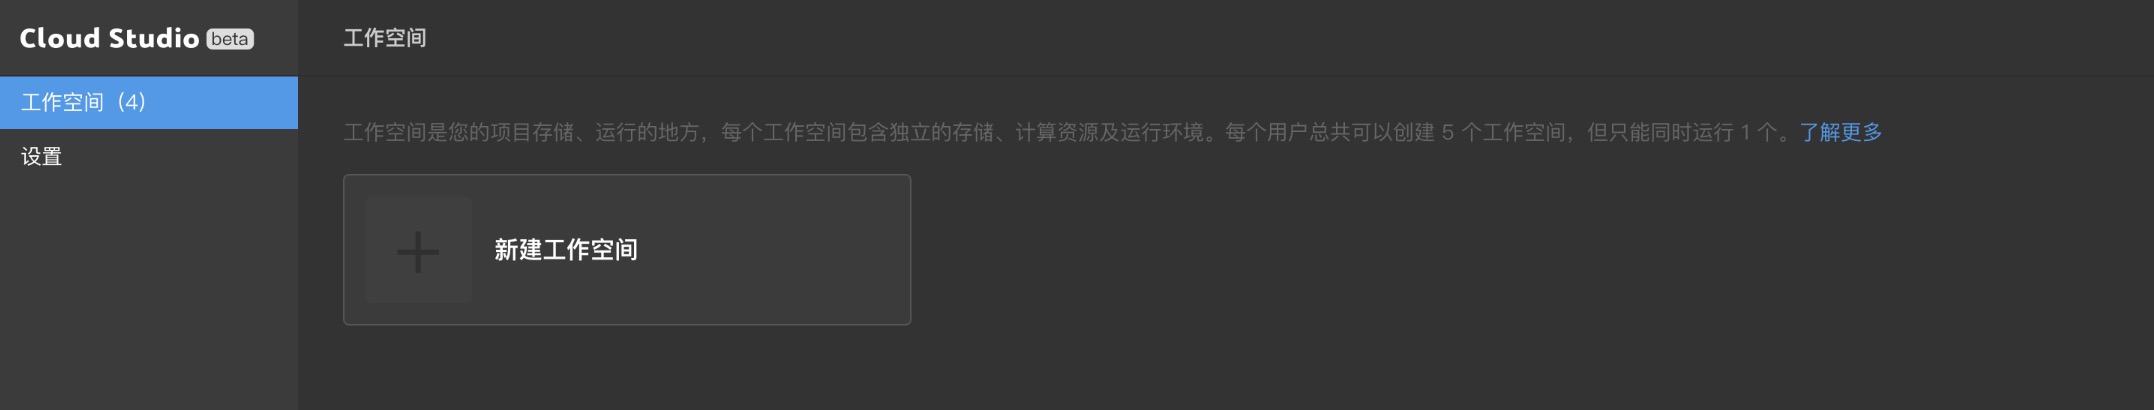 Cloud Studio beta
工作空间
工作空间（4）
设置
工作空间是您的项目存储、运行的地方，每个工作空间包含独立的存储、计算资源及运行环境。每个用户总共可以创建 5 个工作空间，但只能同时运行 1 个。了解更多
新建工作空间